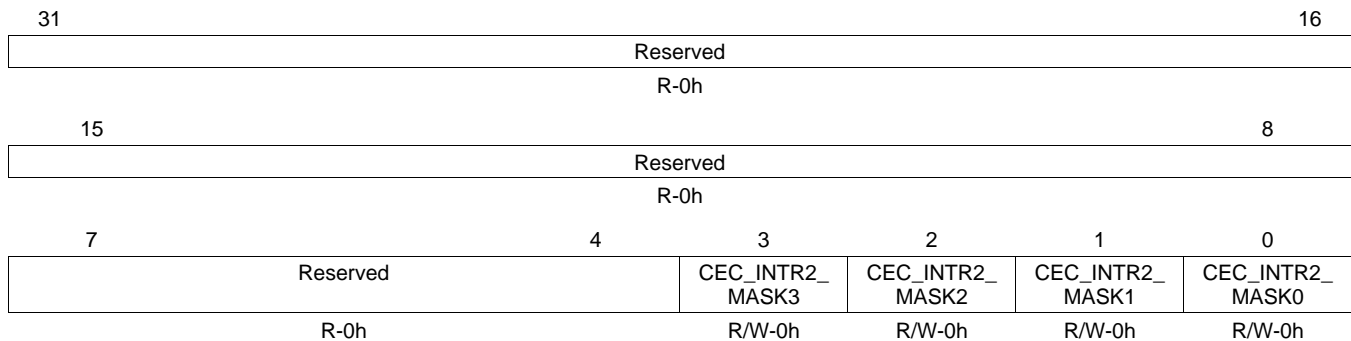 31 16
Reserved
R-0h
15 8
Reserved
R-0h
7 4 3 2 1 0
Reserved CEC_INTR2_ CEC_INTR2_ CEC_INTR2_ CEC_INTR2_
MASK3 MASK2 MASK1 MASK0
R-0h R/W-0h R/W-0h R/W-0h R/W-0h